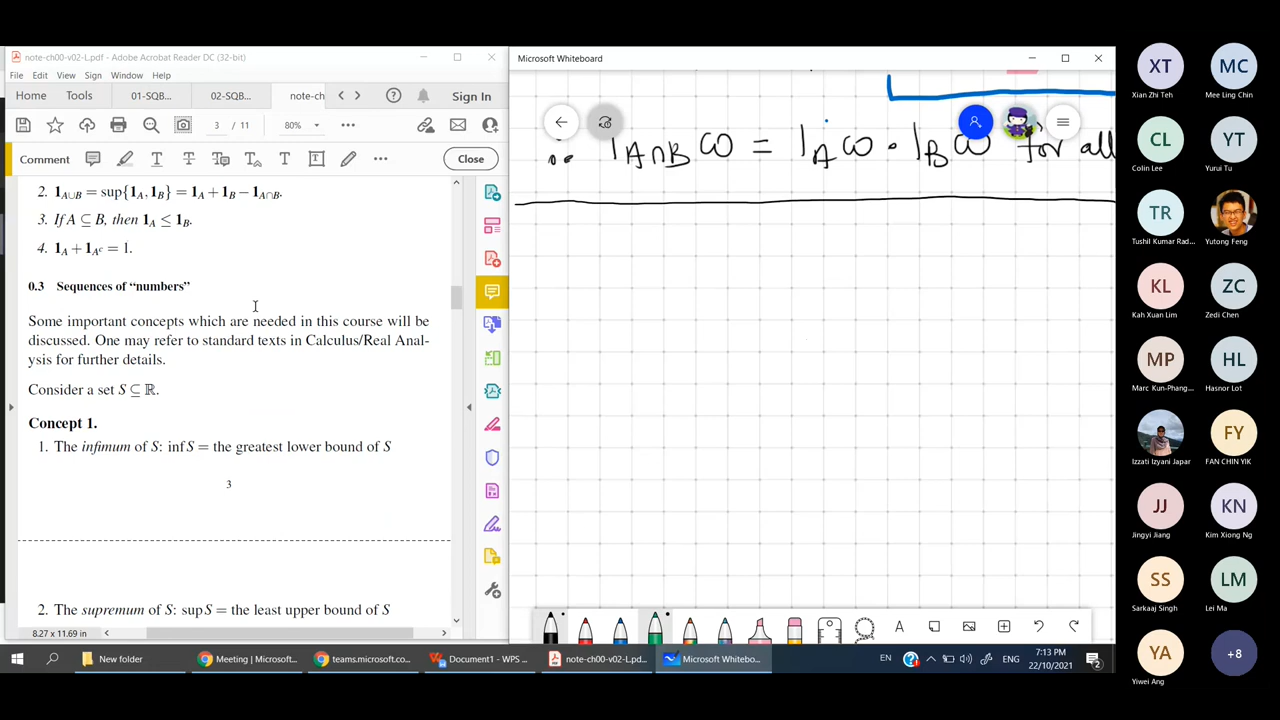 note-ch00-v02-L.pdf - Adobe Acrobat Reader DC (32-bit)
File Edit View Sign Window Help
Home Tools 01-SQB... 02-SQB... note-ch Sign In
3 / 11 80%
Comment Close
2. 1_{A∪B} = sup{1_A, 1_B} = 1_A + 1_B − 1_{A∩B}.
3. If A ⊆ B, then 1_A ≤ 1_B.
4. 1_A + 1_{A^c} = 1.
0.3 Sequences of “numbers”
Some important concepts which are needed in this course will be
discussed. One may refer to standard texts in Calculus/Real Anal-
ysis for further details.
Consider a set S ⊆ ℝ.
Concept 1.
1. The infimum of S: inf S = the greatest lower bound of S
3
2. The supremum of S: sup S = the least upper bound of S
8.27 x 11.69 in
Microsoft Whiteboard
∴ 1_{A∩B} ω = 1_A ω · 1_B ω for all
XT
Xian Zhi Teh
MC
Mee Ling Chin
CL
Colin Lee
YT
Yurui Tu
TR
Tushil Kumar Rad...
Yutong Feng
KL
Kah Xuan Lim
ZC
Zedi Chen
MP
Marc Kun-Phang...
HL
Hasnor Lot
Izzati Izyani Japar
FY
FAN CHIN YIK
JJ
Jingyi Jiang
KN
Kim Xiong Ng
SS
Sarkaaj Singh
LM
Lei Ma
YA
Yiwei Ang
+8
New folder Meeting | Microsoft... teams.microsoft.co... Document1 - WPS ... note-ch00-v02-L.pd... Microsoft Whitebo...
EN ENG
7:13 PM
22/10/2021
2